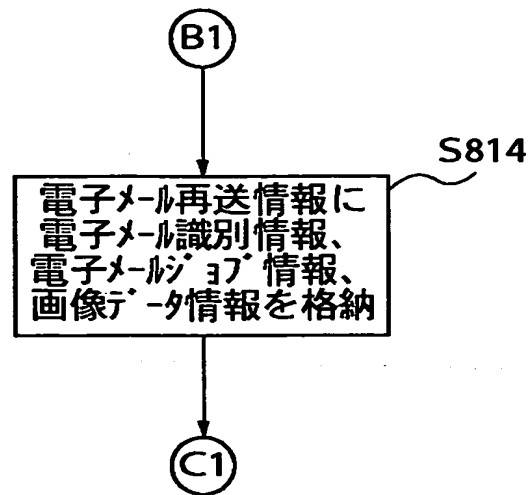 B1
S814
電子メール再送情報に
電子メール識別情報、
電子メールジョブ情報、
画像データ情報を格納
C1